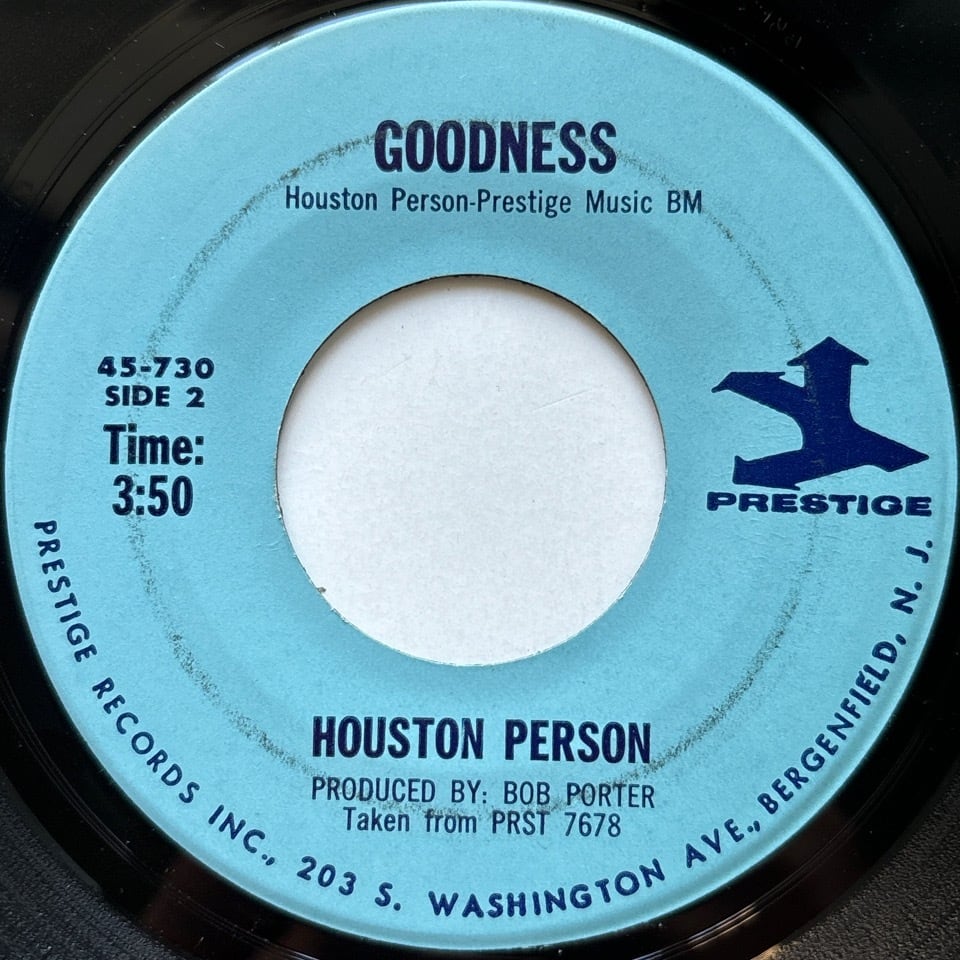 GOODNESS
Houston Person-Prestige Music BM
45-730
SIDE 2
Time:
3:50
PRESTIGE
HOUSTON PERSON
PRODUCED BY: BOB PORTER
Taken from PRST 7678
PRESTIGE RECORDS INC., 203 S. WASHINGTON AVE., BERGENFIELD, N. J.